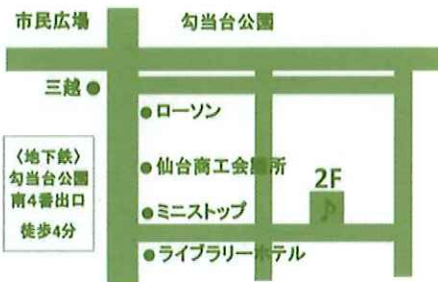 市民広場
勾当台公園
三越
ローソン
〈地下鉄〉
勾当台公園
南4番出口
徒歩4分
仙台商工会議所
2F
ミニストップ
ライブラリーホテル